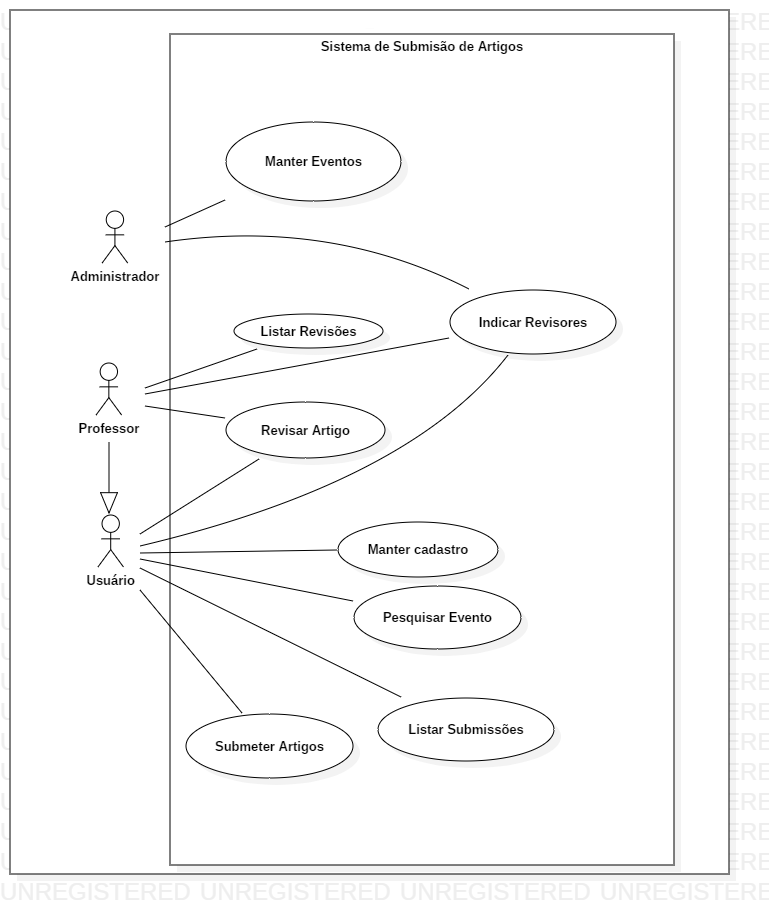 Sistema de Submisão de Artigos
Manter Eventos
Administrador
Indicar Revisores
Listar Revisões
Professor
Revisar Artigo
Manter cadastro
Usuário
Pesquisar Evento
Listar Submissões
Submeter Artigos
UNREGISTERED UNREGISTERED UNREGISTERED UNREGISTERE